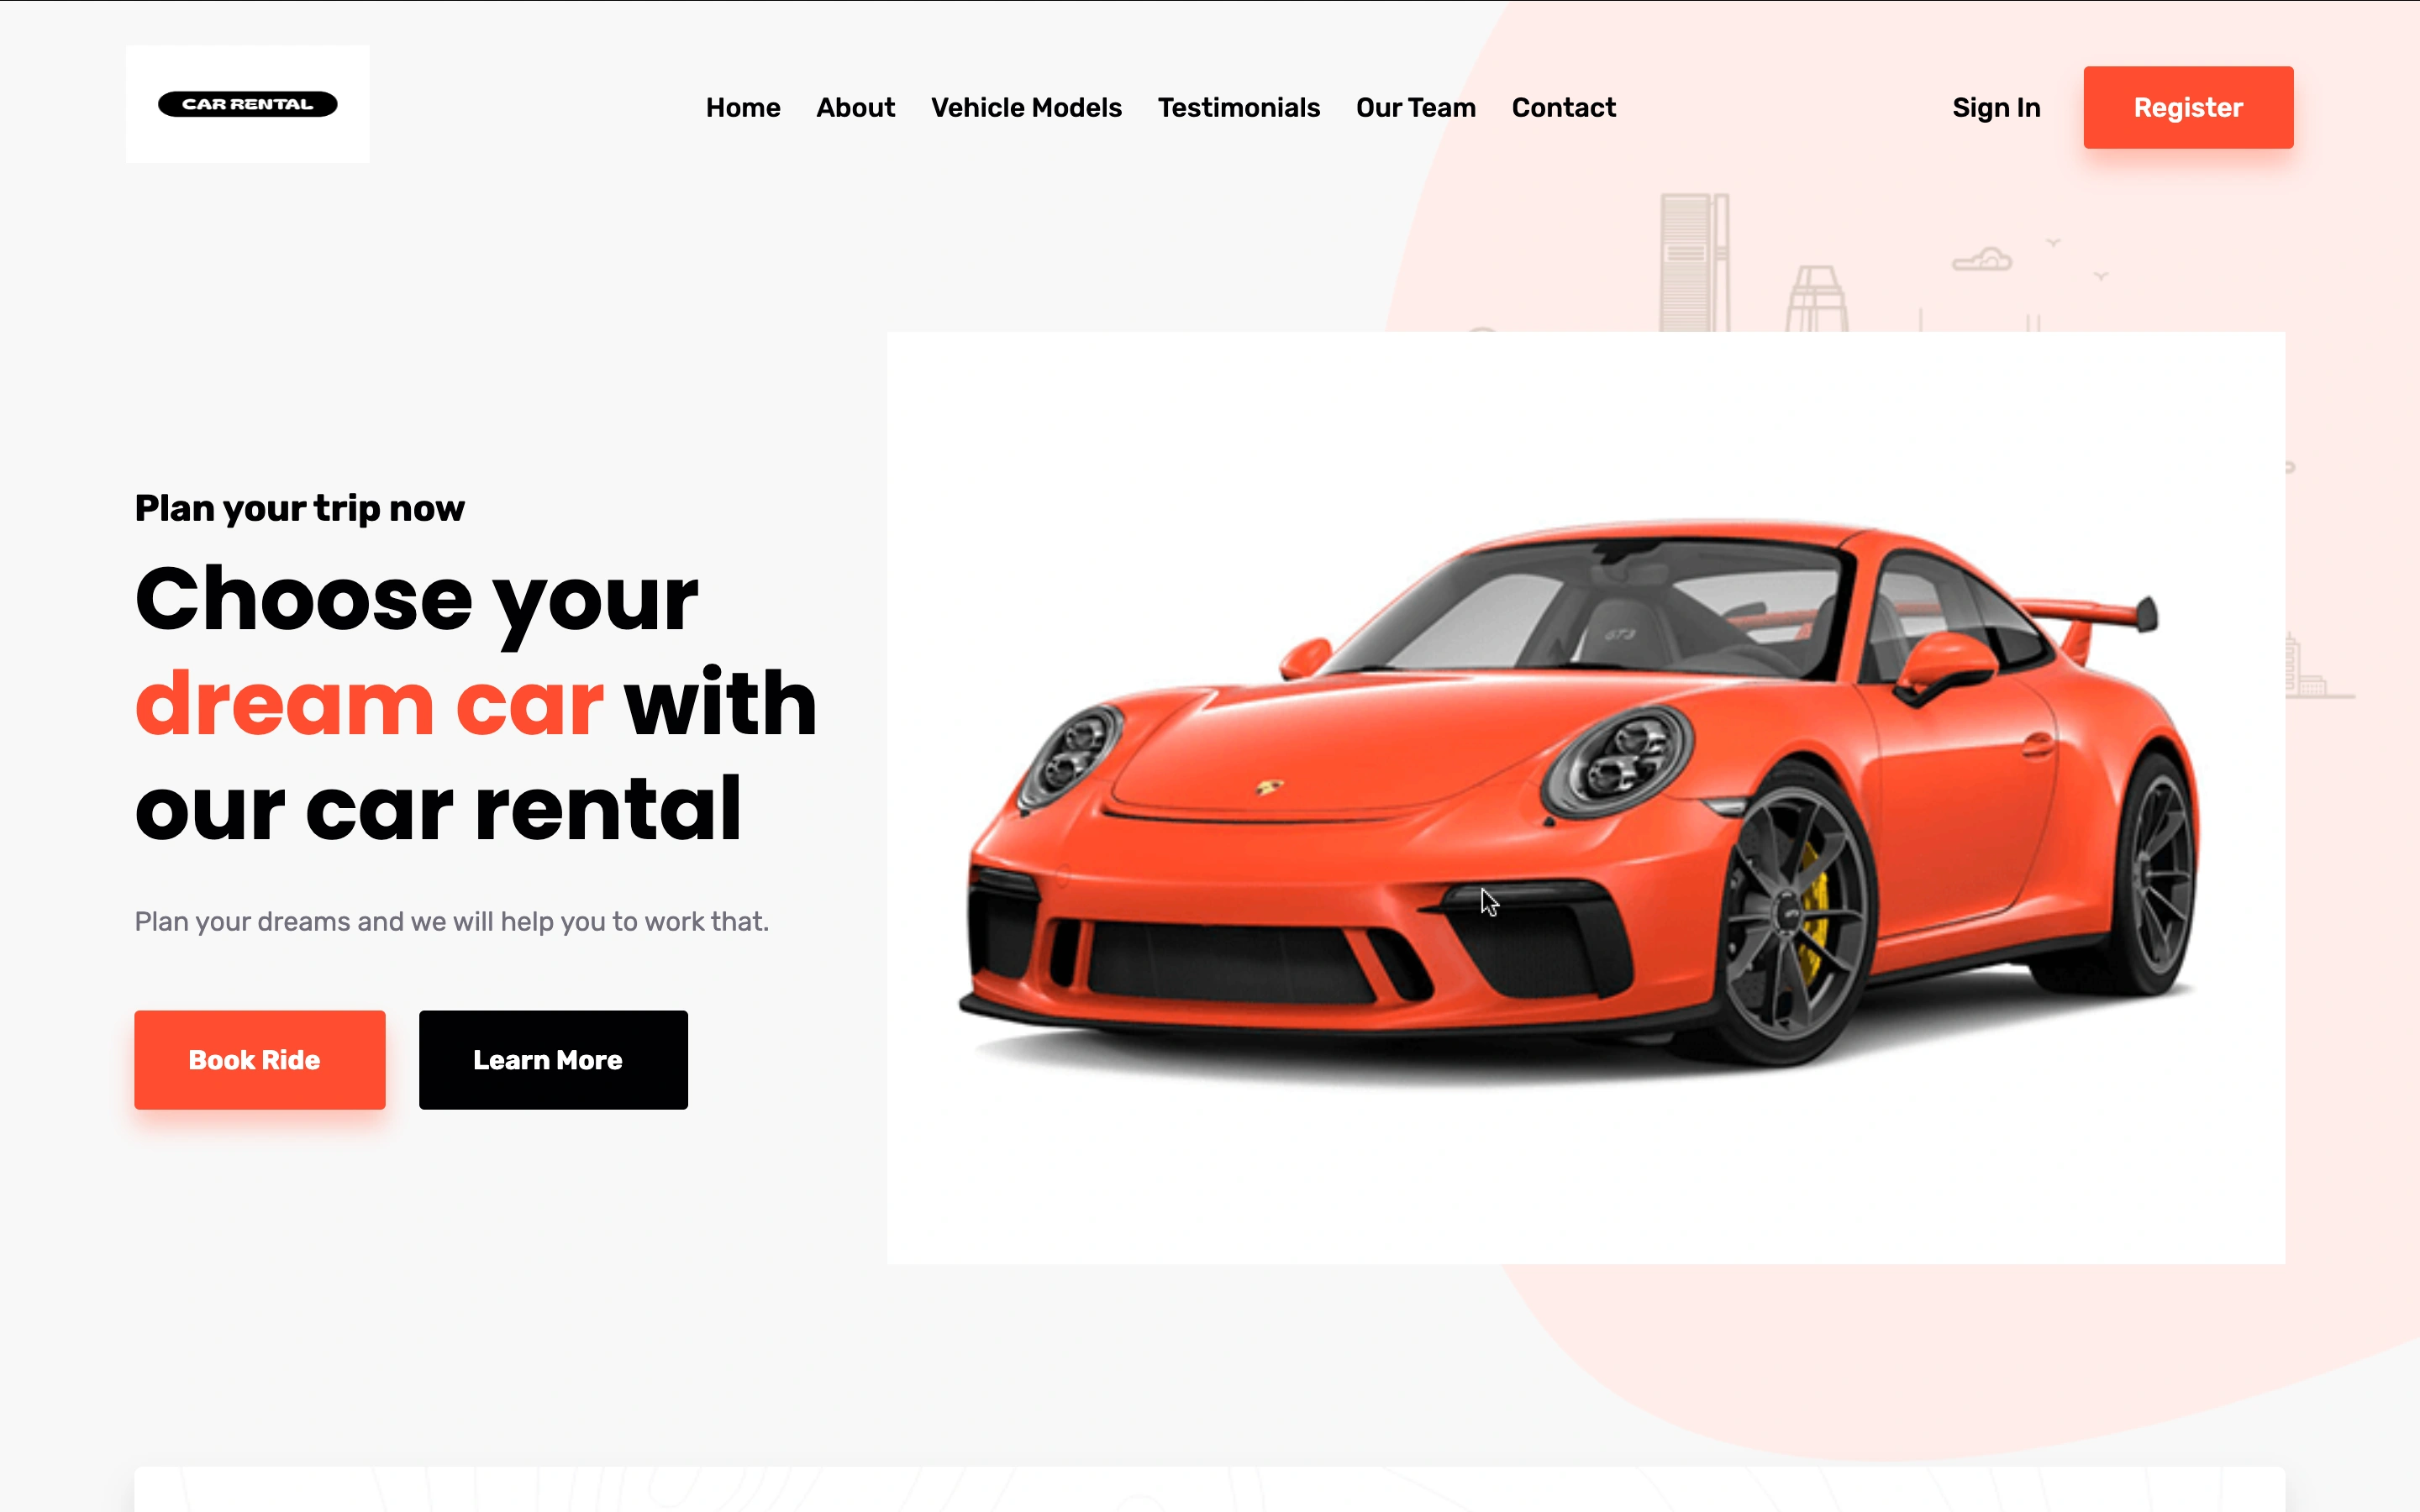 CAR RENTAL
Home About Vehicle Models Testimonials Our Team Contact Sign In Register
Plan your trip now
Choose your
dream car with
our car rental
Plan your dreams and we will help you to work that.
Book Ride Learn More
GT3